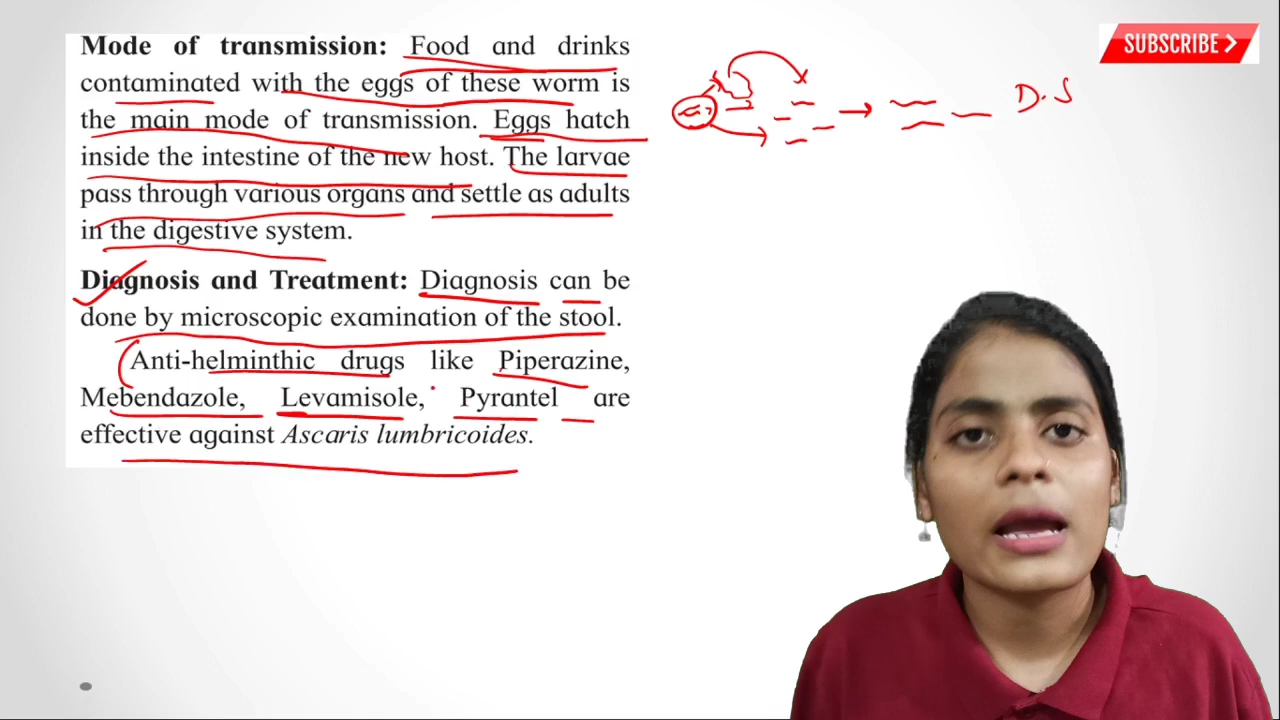 Mode of transmission: Food and drinks
contaminated with the eggs of these worm is
the main mode of transmission. Eggs hatch
inside the intestine of the new host. The larvae
pass through various organs and settle as adults
in the digestive system.
Diagnosis and Treatment: Diagnosis can be
done by microscopic examination of the stool.
Anti-helminthic drugs like Piperazine,
Mebendazole, Levamisole, Pyrantel are
effective against Ascaris lumbricoides.
SUBSCRIBE >
D.S